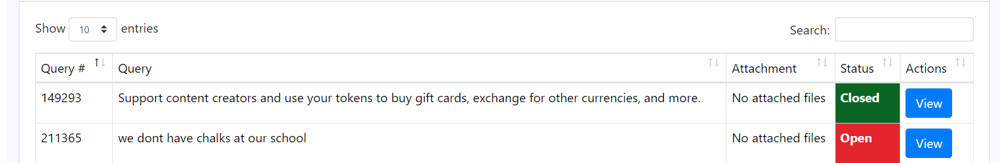 Show 10 entries Search:
Query # Query Attachment Status Actions
149293 Support content creators and use your tokens to buy gift cards, exchange for other currencies, and more. No attached files Closed View
211365 we dont have chalks at our school No attached files Open View